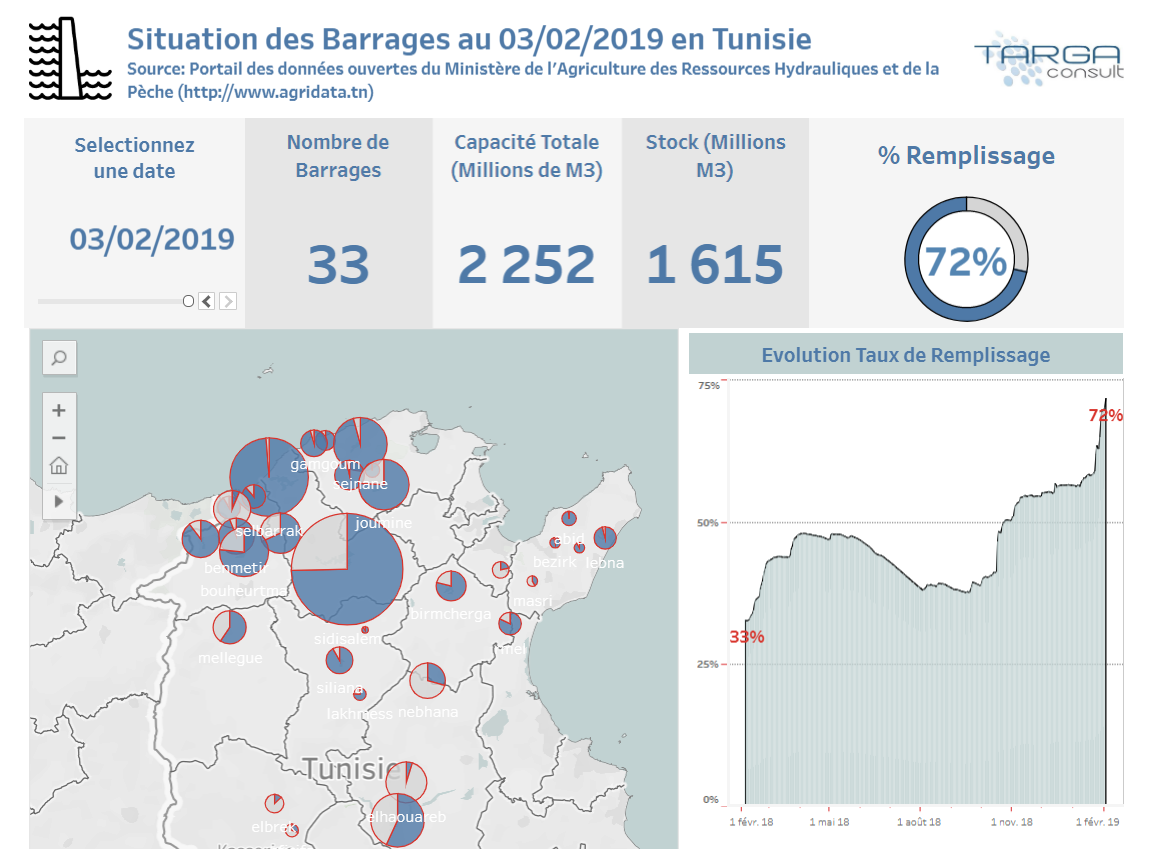 Situation des Barrages au 03/02/2019 en Tunisie
Source: Portail des données ouvertes du Ministère de l'Agriculture des Ressources Hydrauliques et de la
Pèche (http://www.agridata.tn)
TARGA
consult
Selectionnez
une date
03/02/2019
Nombre de
Barrages
33
Capacité Totale
(Millions de M3)
2 252
Stock (Millions
M3)
1 615
% Remplissage
72%
gamgoum
sejnane
joumine
sidibarrak
benmetir
bouheurtma
abid
bezirk
lebna
masri
birmcherga
sidisalem
mellegue
siliana
lakhmess
nebhana
Tunisie
elhaouareb
elbrek
Evolution Taux de Remplissage
75%
72%
50%
33%
25%
0%
1 févr. 18
1 mai 18
1 août 18
1 nov. 18
1 févr. 19